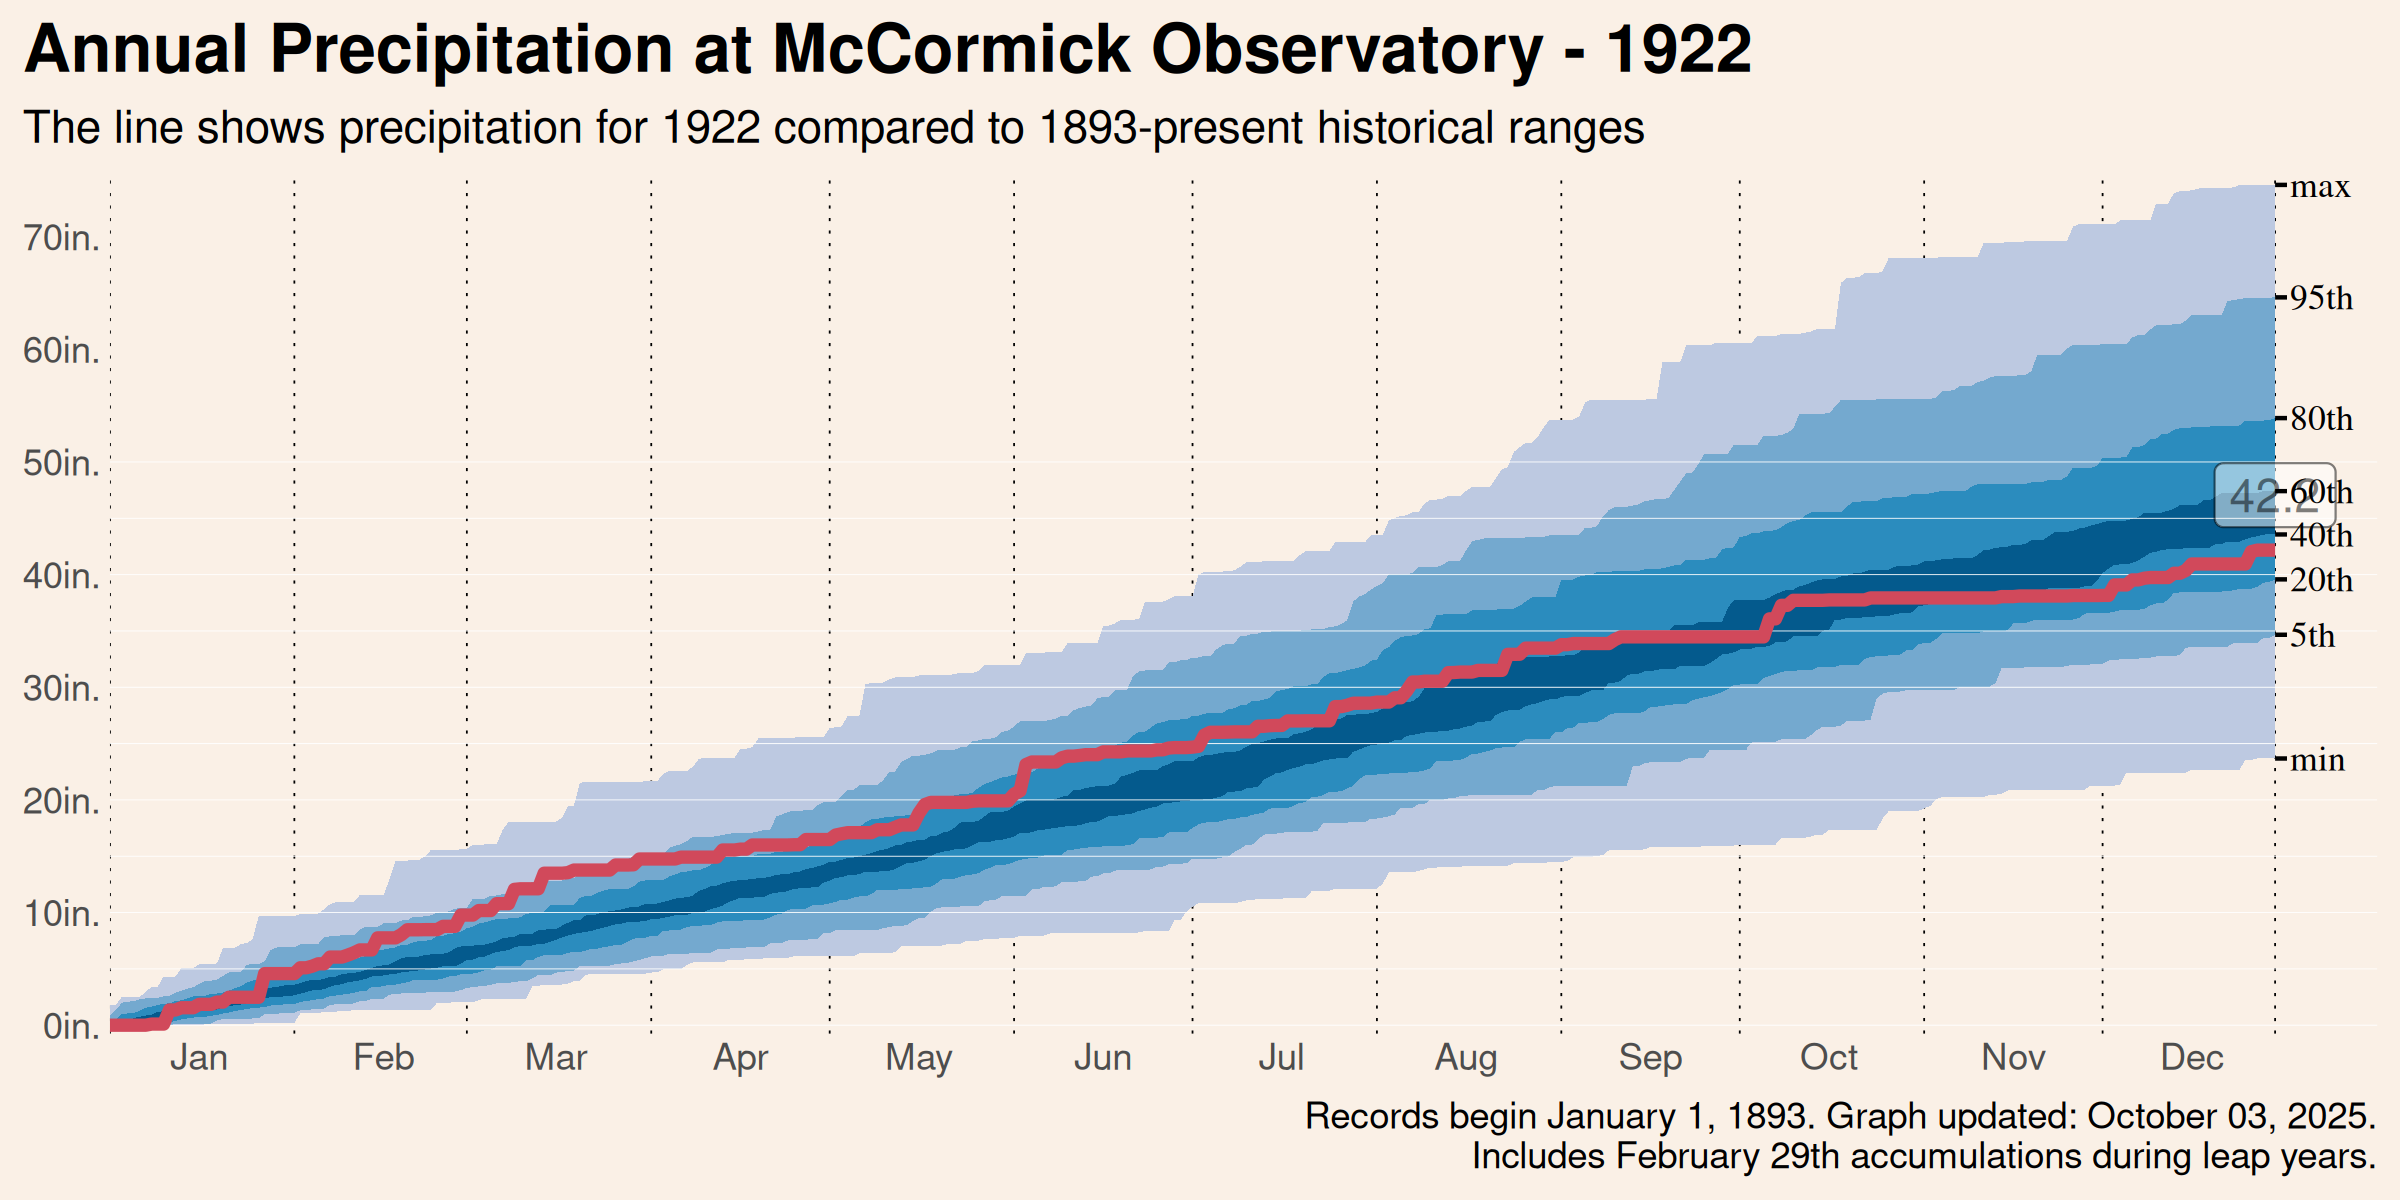 Annual Precipitation at McCormick Observatory - 1922
The line shows precipitation for 1922 compared to 1893-present historical ranges
max
70in.
95th
60in.
80th
50in.
60th
42.2
40th
40in.
20th
5th
30in.
min
20in.
10in.
0in.
Jan Feb Mar Apr May Jun Jul Aug Sep Oct Nov Dec
Records begin January 1, 1893. Graph updated: October 03, 2025.
Includes February 29th accumulations during leap years.